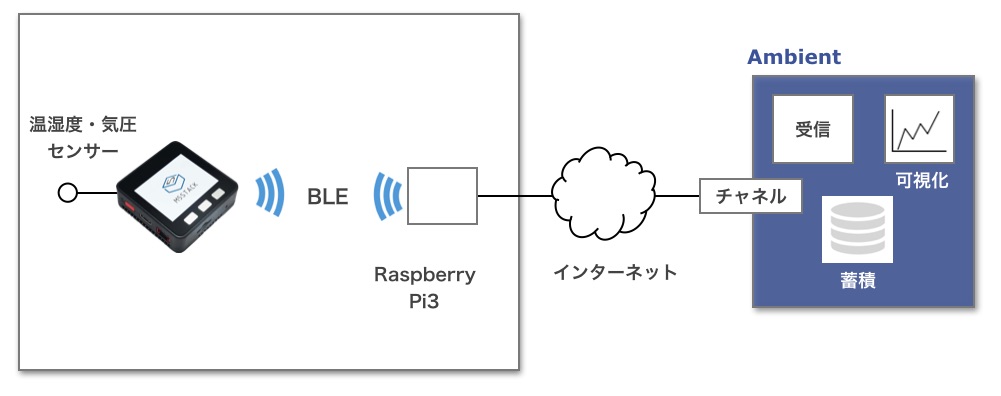 温湿度・気圧
センサー
M5STACK
BLE
Raspberry
Pi3
インターネット
チャネル
Ambient
受信
可視化
蓄積